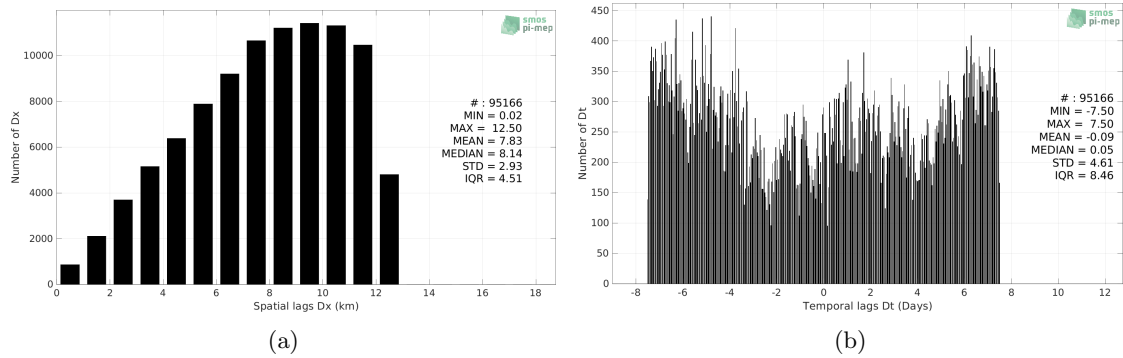 smos
pi-mep
12000
10000
8000
6000
4000
2000
0
Number of Dx
# : 95166
MIN = 0.02
MAX = 12.50
MEAN = 7.83
MEDIAN = 8.14
STD = 2.93
IQR = 4.51
0 2 4 6 8 10 12 14 16 18
Spatial lags Dx (km)
(a)
smos
pi-mep
450
400
350
300
250
200
150
100
50
0
Number of Dt
# : 95166
MIN = -7.50
MAX = 7.50
MEAN = -0.09
MEDIAN = 0.05
STD = 4.61
IQR = 8.46
-8 -6 -4 -2 0 2 4 6 8 10 12
Temporal lags Dt (Days)
(b)